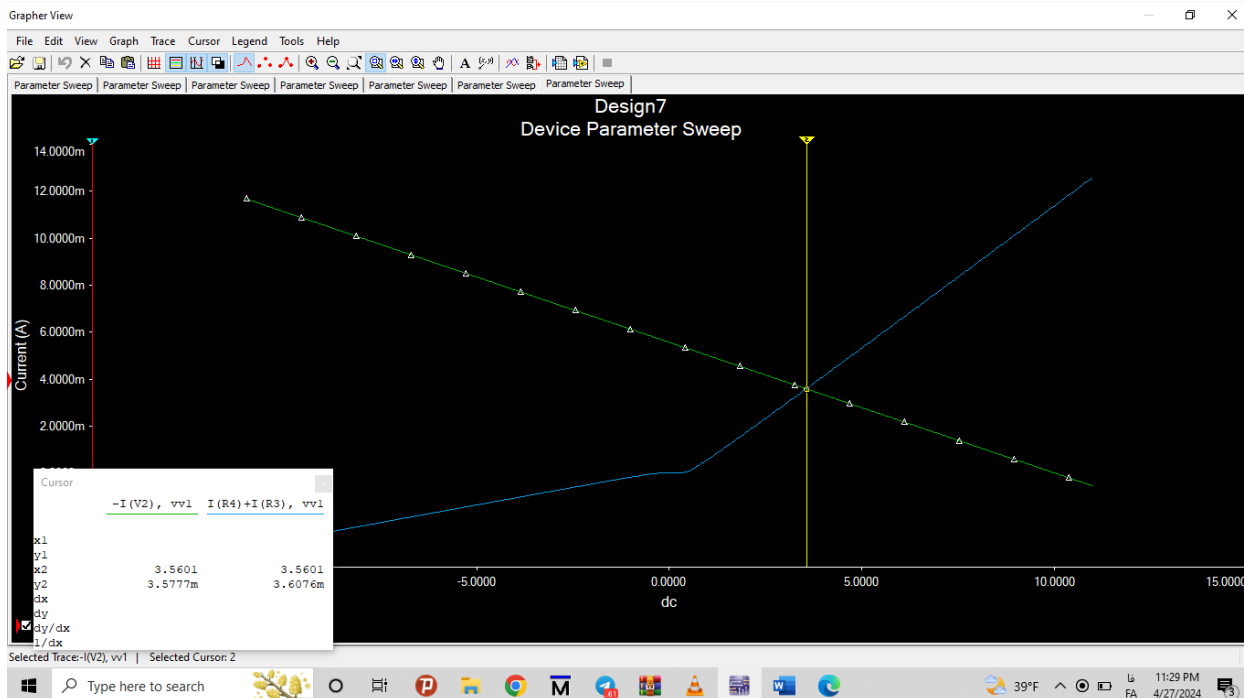 Grapher View
File Edit View Graph Trace Cursor Legend Tools Help
Parameter Sweep Parameter Sweep Parameter Sweep Parameter Sweep Parameter Sweep Parameter Sweep Parameter Sweep
Design7
Device Parameter Sweep
14.0000m
12.0000m
10.0000m
8.0000m
6.0000m
4.0000m
2.0000m
Current (A)
Cursor
-I(V2), vv1 I(R4)+I(R3), vv1
x1
y1
x2 3.5601 3.5601
y2 3.5777m 3.6076m
dx
dy
dy/dx
1/dx
-5.0000 0.0000 5.0000 10.0000 15.0000
dc
Selected Trace:-I(V2), vv1 | Selected Cursor: 2
Type here to search
39°F
فا
FA
11:29 PM
4/27/2024